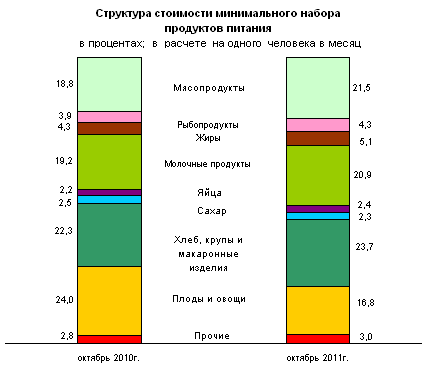 Структура стоимости минимального набора
продуктов питания
в процентах; в расчете на одного человека в месяц
18,8 Масопродукты 21,5
3,9 Рыбопродукты 4,3
4,3 Жиры 5,1
19,2 Молочные продукты 20,9
2,2 Яйца 2,4
2,5 Сахар 2,3
22,3 Хлеб, крупы и 23,7
макаронные
изделия
24,0 Плоды и овощи 16,8
2,8 Прочие 3,0
октябрь 2010г. октябрь 2011г.